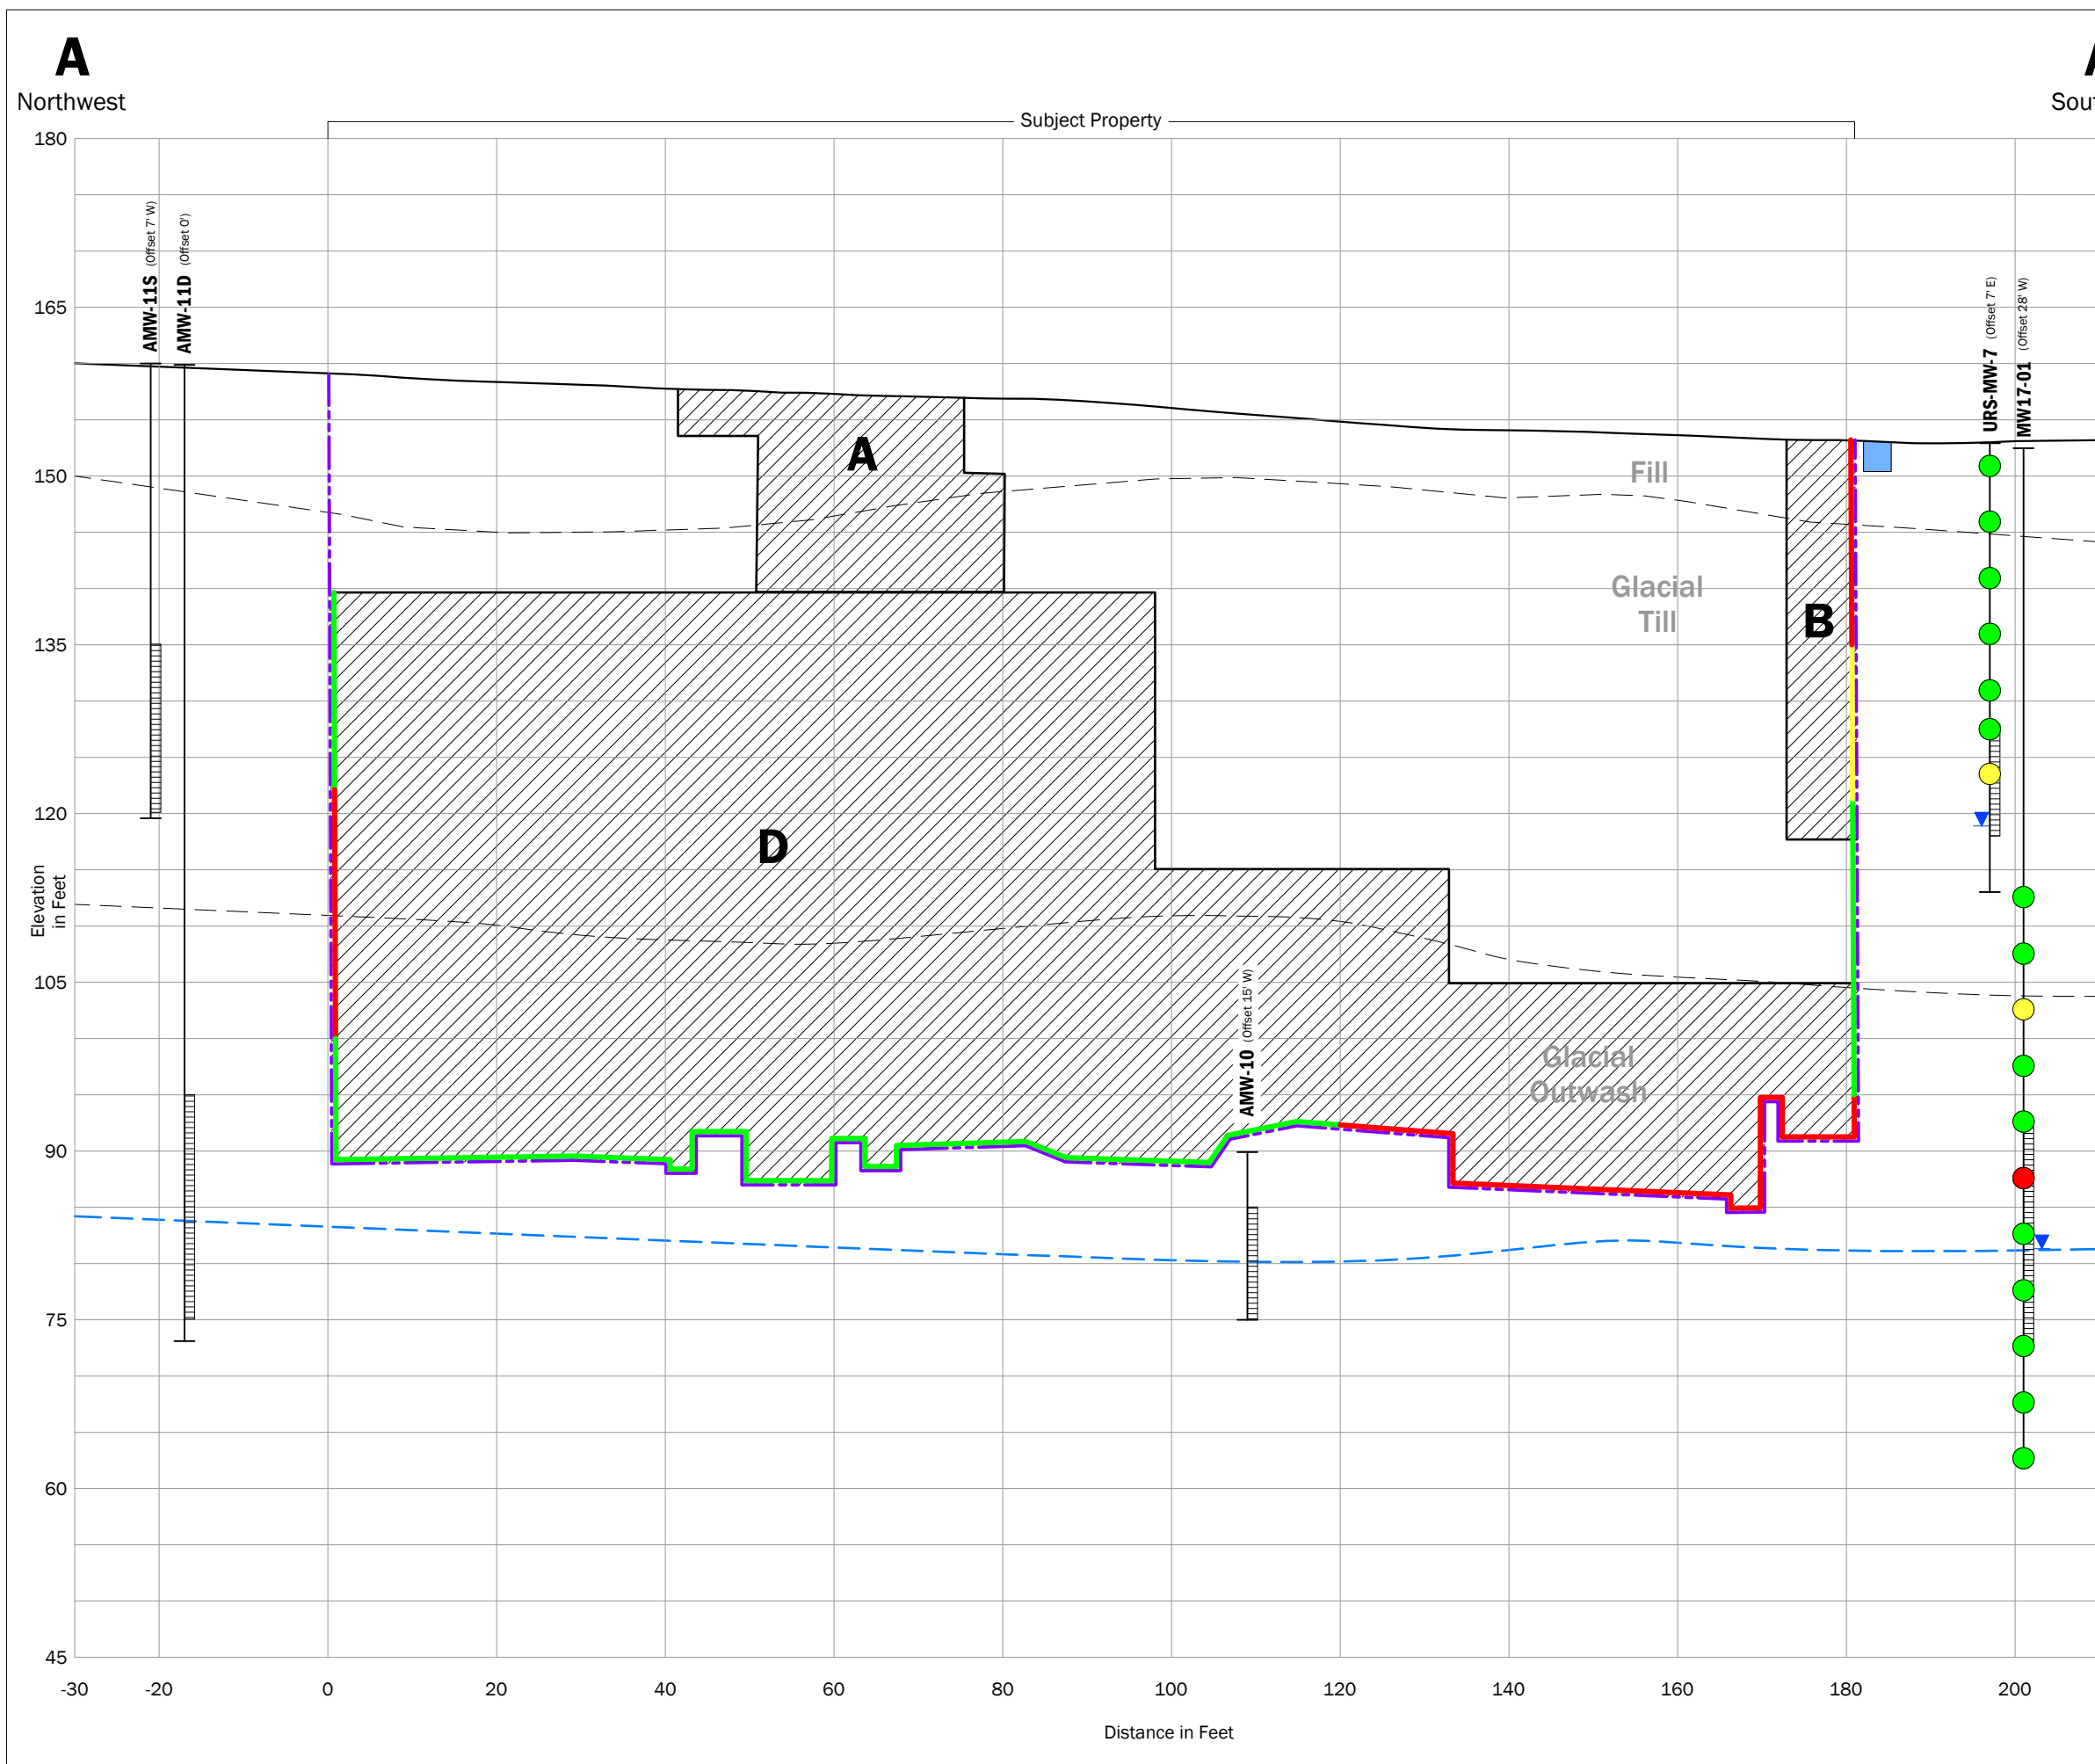 A
A
Northwest
Sout
Subject Property
180
165
150
135
120
105
90
75
60
45
Elevation
in Feet
AMW-11S (Offset 7' W)
AMW-11D (Offset 0')
A
Fill
Glacial
Till
B
D
AMW-10 (Offset 15' W)
Glacial
Outwash
URS-MW-7 (Offset 7' E)
MW17-01 (Offset 28' W)
-30 -20 0 20 40 60 80 100 120 140 160 180 200
Distance in Feet